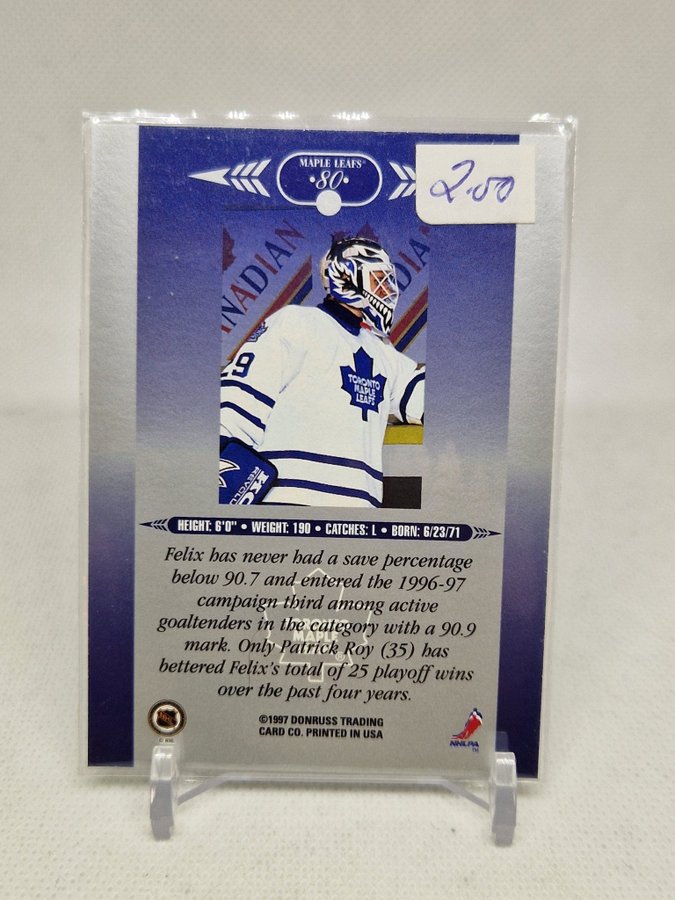 MAPLE LEAFS
•80•
2.00
CANADIAN
29
TORONTO
MAPLE
LEAFS
HEIGHT: 6'0" • WEIGHT: 190 • CATCHES: L • BORN: 6/23/71
Felix has never had a save percentage
below 90.7 and entered the 1996-97
campaign third among active
goaltenders in the category with a 90.9
mark. Only Patrick Roy (35) has
bettered Felix's total of 25 playoff wins
over the past four years.
©1997 DONRUSS TRADING
CARD CO. PRINTED IN USA
NHLPA
TM